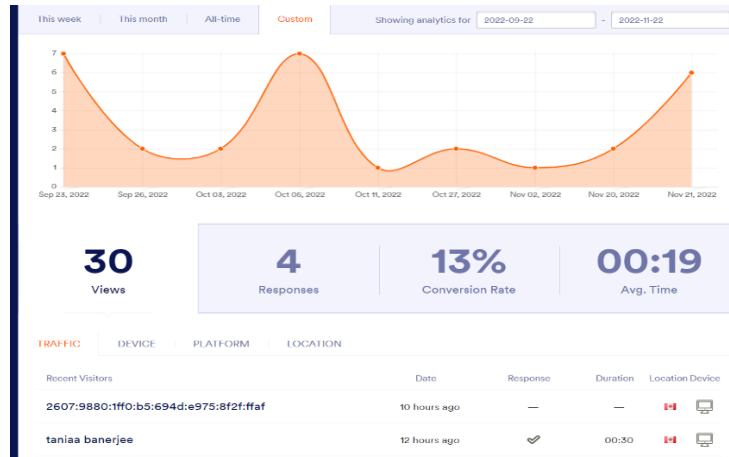 This week This month All-time Custom Showing analytics for 2022-09-22 - 2022-11-22
7
6
5
4
3
2
1
0
Sep 23, 2022 Sep 26, 2022 Oct 03, 2022 Oct 06, 2022 Oct 11, 2022 Oct 27, 2022 Nov 02, 2022 Nov 20, 2022 Nov 21, 2022
30 4 13% 00:19
Views Responses Conversion Rate Avg. Time
TRAFFIC DEVICE PLATFORM LOCATION
Recent Visitors Date Response Duration Location Device
2607:9880:1ff0:b5:694d:e975:8f2f:ffaf 10 hours ago — —
taniaa banerjee 12 hours ago 00:30